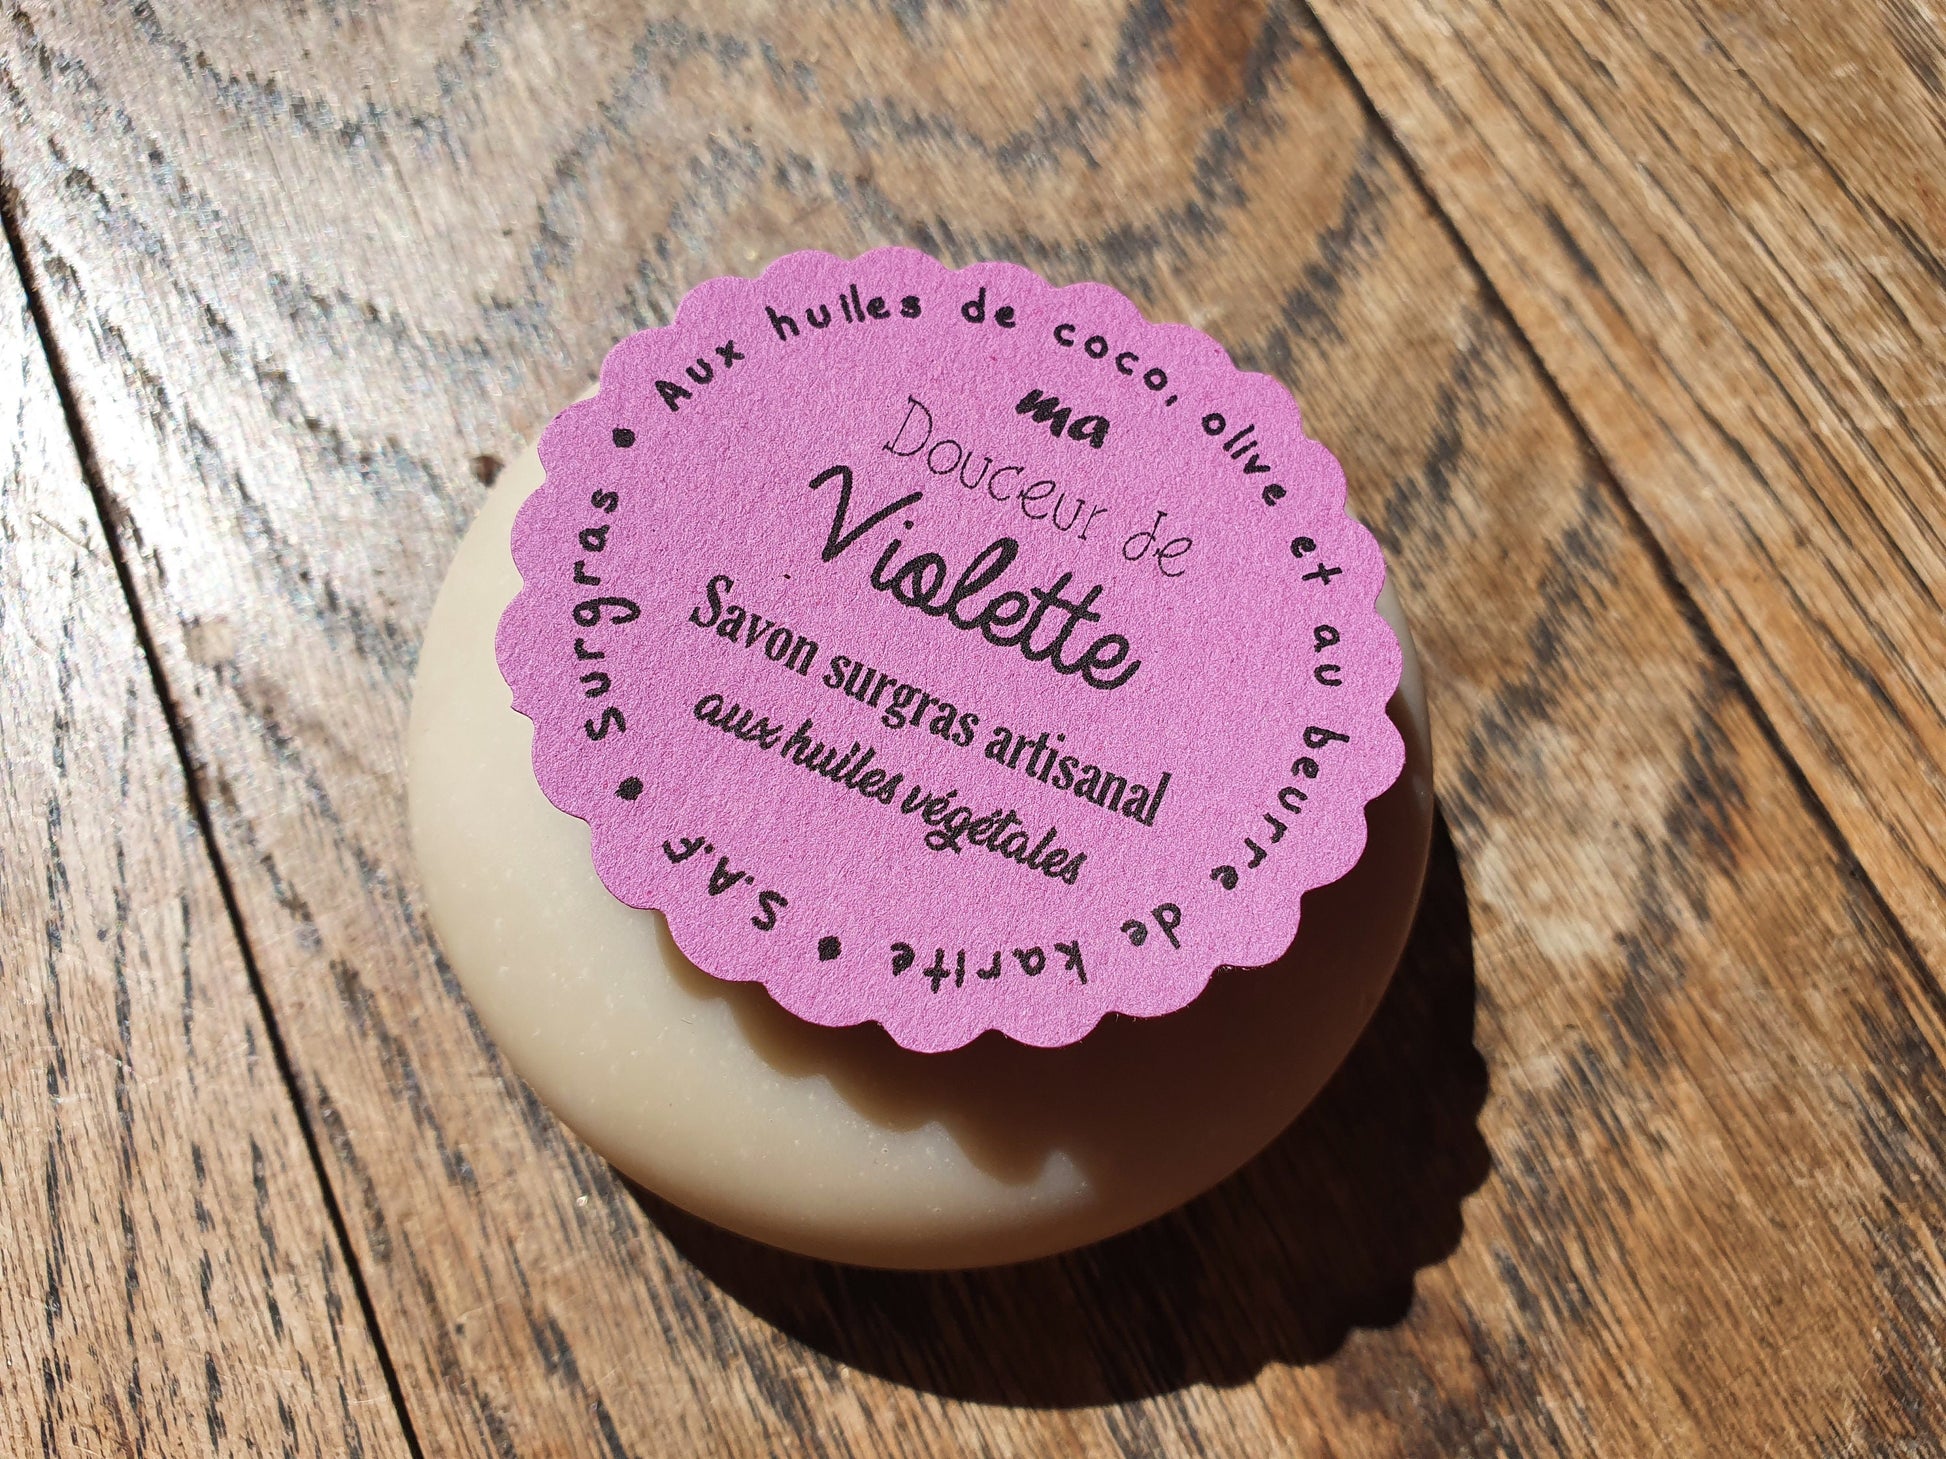 Aux huiles de coco, olive et au beurre de karite • S.A.F • Surgras •
ma
Douceur de
Violette
Savon surgras artisanal
aux huiles végétales